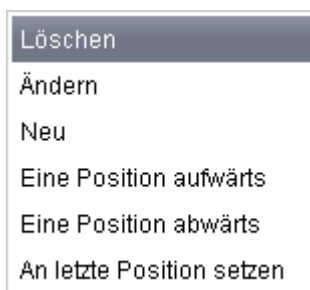 Löschen
Ändern
Neu
Eine Position aufwärts
Eine Position abwärts
An letzte Position setzen